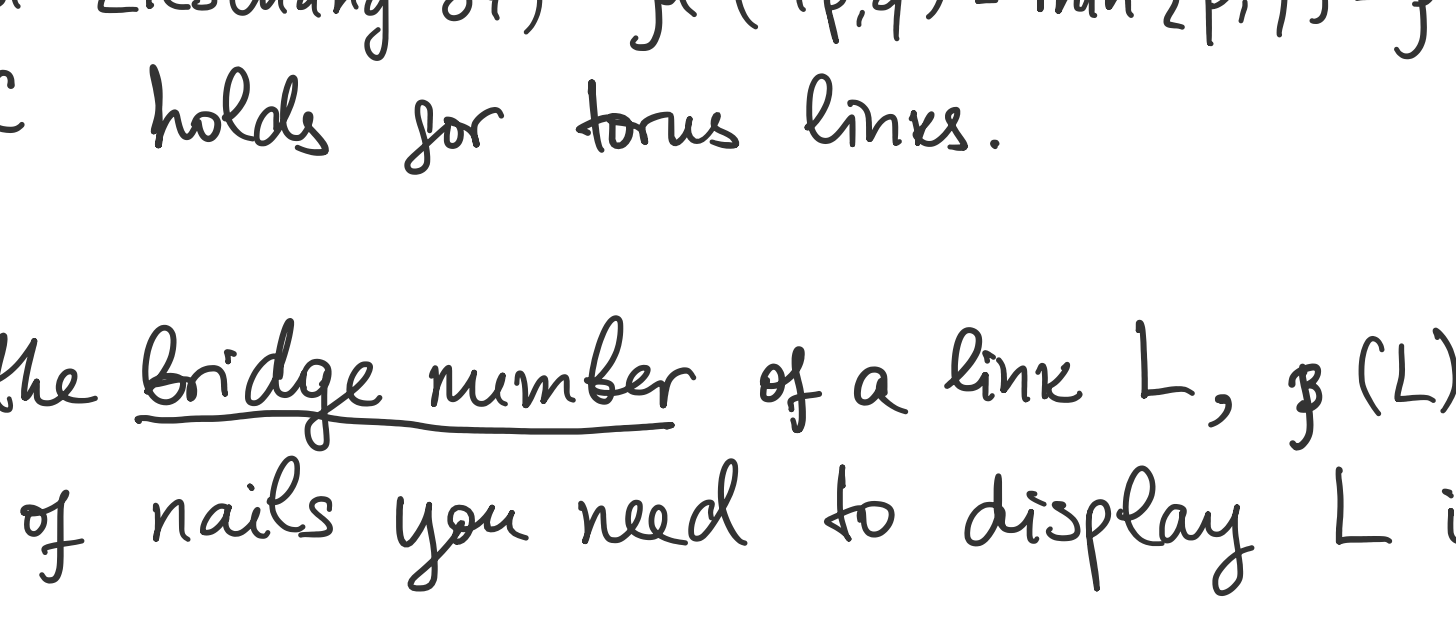 holds for torus links.
the bridge number of a link L, β(L)
of nails you need to display L